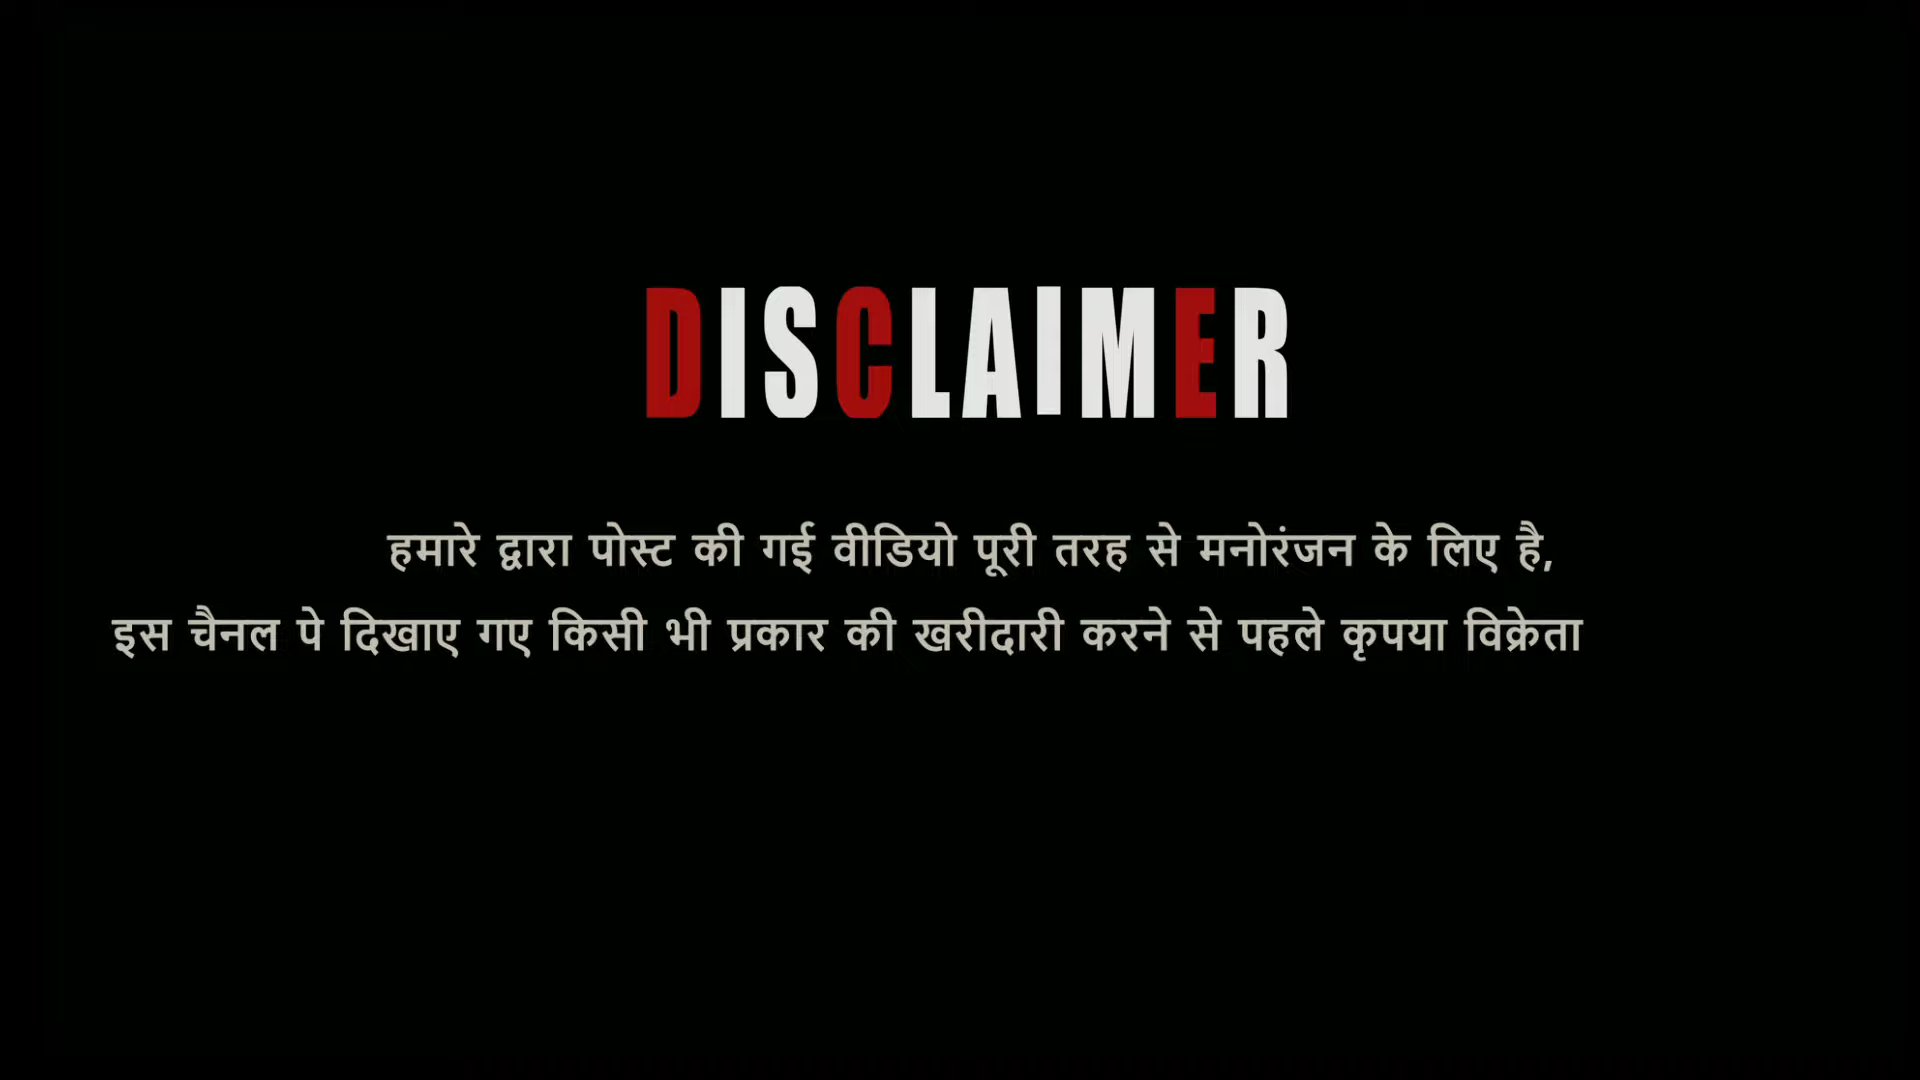 DISCLAIMER
हमारे द्वारा पोस्ट की गई वीडियो पूरी तरह से मनोरंजन के लिए है,
इस चैनल पे दिखाए गए किसी भी प्रकार की खरीदारी करने से पहले कृपया विक्रेता